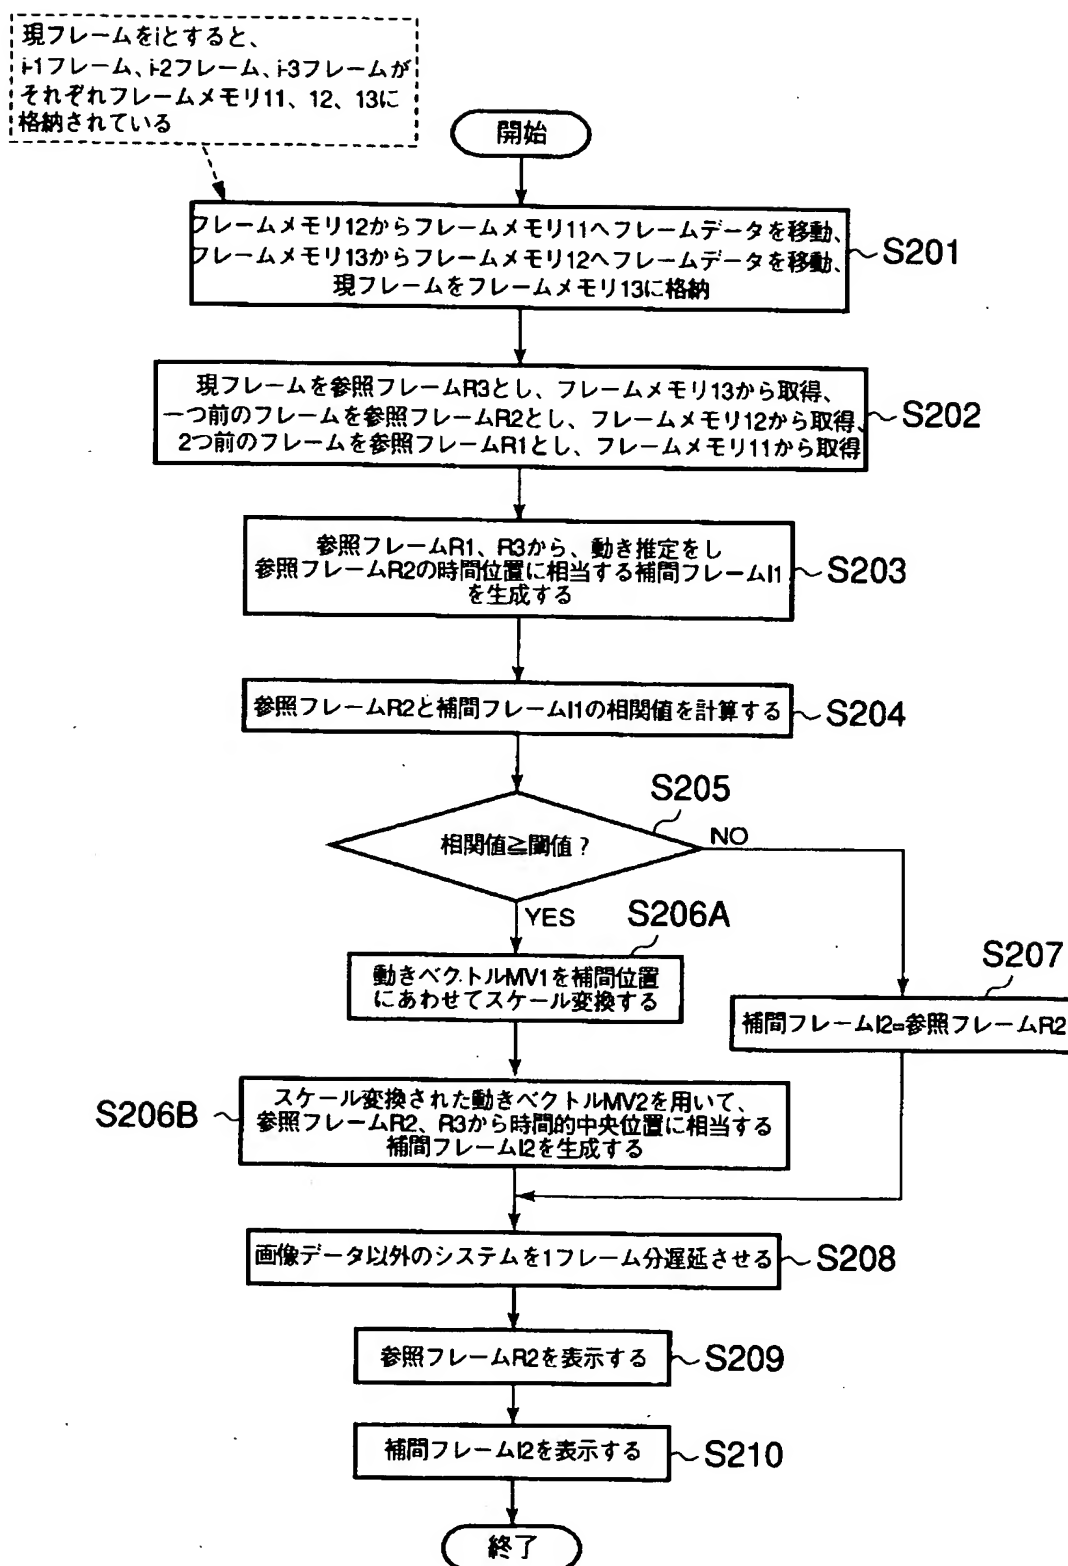 現フレームをiとすると、
i-1フレーム、i-2フレーム、i-3フレームが
それぞれフレームメモリ11、12、13に
格納されている
開始
フレームメモリ12からフレームメモリ11へフレームデータを移動、
フレームメモリ13からフレームメモリ12へフレームデータを移動、
現フレームをフレームメモリ13に格納
S201
現フレームを参照フレームR3とし、フレームメモリ13から取得、
一つ前のフレームを参照フレームR2とし、フレームメモリ12から取得、
2つ前のフレームを参照フレームR1とし、フレームメモリ11から取得
S202
参照フレームR1、R3から、動き推定をし
参照フレームR2の時間位置に相当する補間フレームI1
を生成する
S203
参照フレームR2と補間フレームI1の相関値を計算する
S204
S205
相関値≧閾値？
NO
YES
S206A
動きベクトルMV1を補間位置
にあわせてスケール変換する
S207
補間フレームI2=参照フレームR2
S206B
スケール変換された動きベクトルMV2を用いて、
参照フレームR2、R3から時間的中央位置に相当する
補間フレームI2を生成する
画像データ以外のシステムを1フレーム分遅延させる
S208
参照フレームR2を表示する
S209
補間フレームI2を表示する
S210
終了